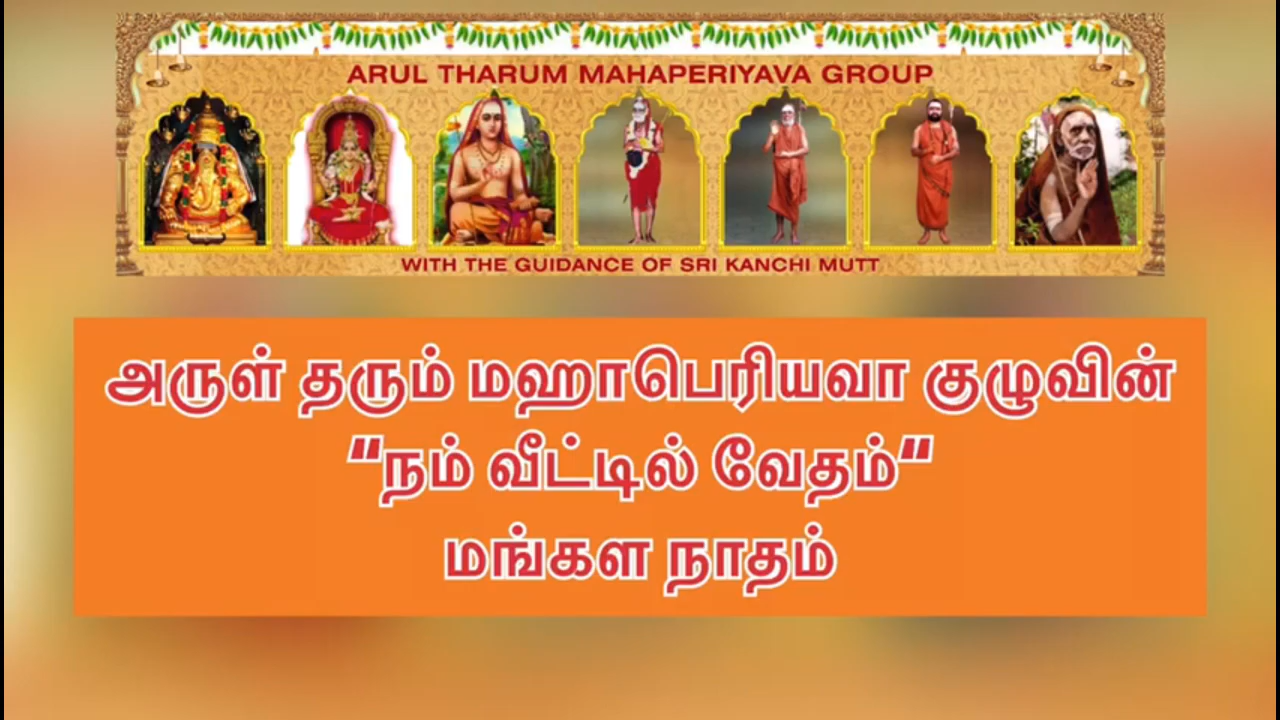 ARUL THARUM MAHAPERIYAVA GROUP
WITH THE GUIDANCE OF SRI KANCHI MUTT
அருள் தரும் மஹாபெரியவா குழுவின்
“நம் வீட்டில் வேதம்“
மங்கள நாதம்